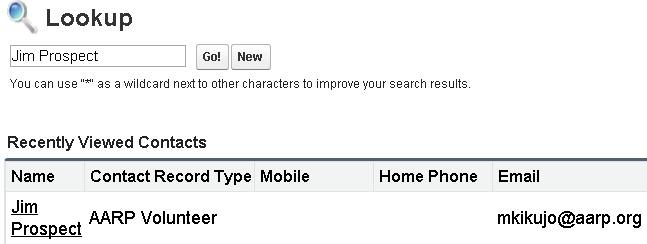 Lookup
Jim Prospect Go! New
You can use "*" as a wildcard next to other characters to improve your search results.
Recently Viewed Contacts
Name Contact Record Type Mobile Home Phone Email
Jim
Prospect AARP Volunteer mkikujo@aarp.org